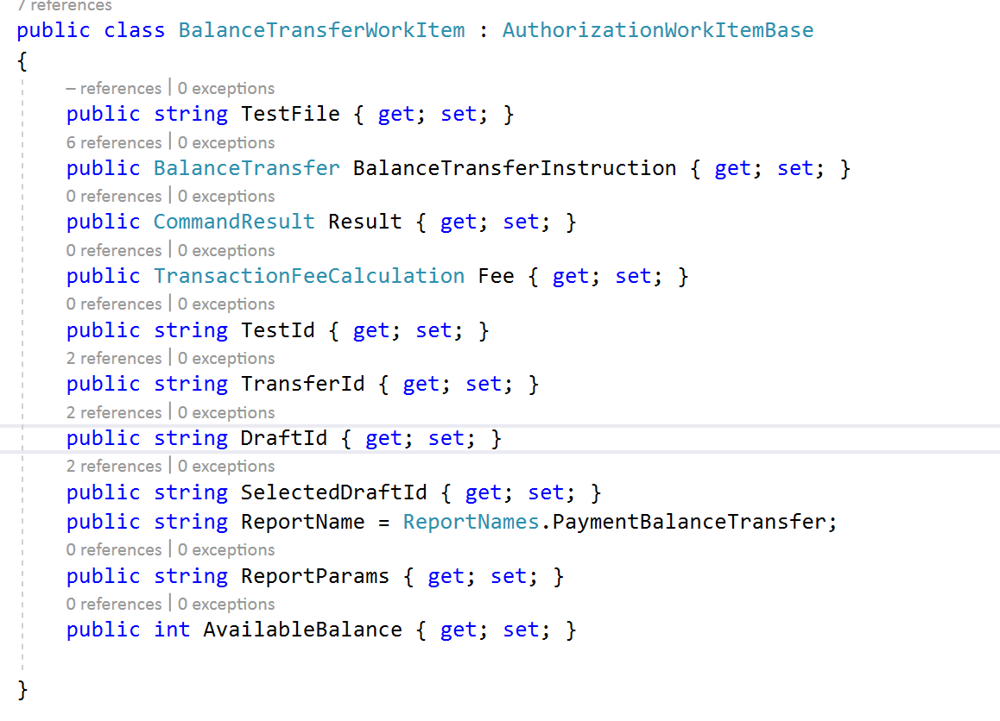 7 references
public class BalanceTransferWorkItem : AuthorizationWorkItemBase
{
– references | 0 exceptions
public string TestFile { get; set; }
6 references | 0 exceptions
public BalanceTransfer BalanceTransferInstruction { get; set; }
0 references | 0 exceptions
public CommandResult Result { get; set; }
0 references | 0 exceptions
public TransactionFeeCalculation Fee { get; set; }
0 references | 0 exceptions
public string TestId { get; set; }
2 references | 0 exceptions
public string TransferId { get; set; }
2 references | 0 exceptions
public string DraftId { get; set; }
2 references | 0 exceptions
public string SelectedDraftId { get; set; }
public string ReportName = ReportNames.PaymentBalanceTransfer;
0 references | 0 exceptions
public string ReportParams { get; set; }
0 references | 0 exceptions
public int AvailableBalance { get; set; }
}